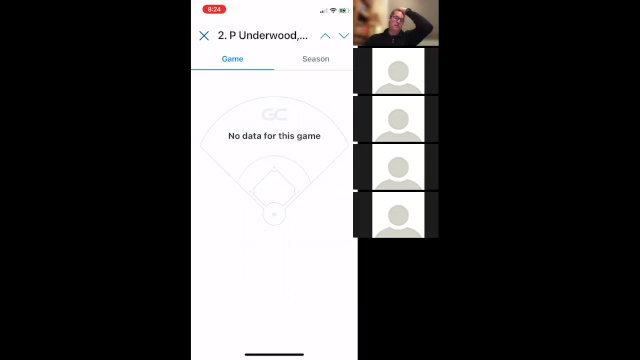 8:24
2. P Underwood,...
Game Season
GC
No data for this game